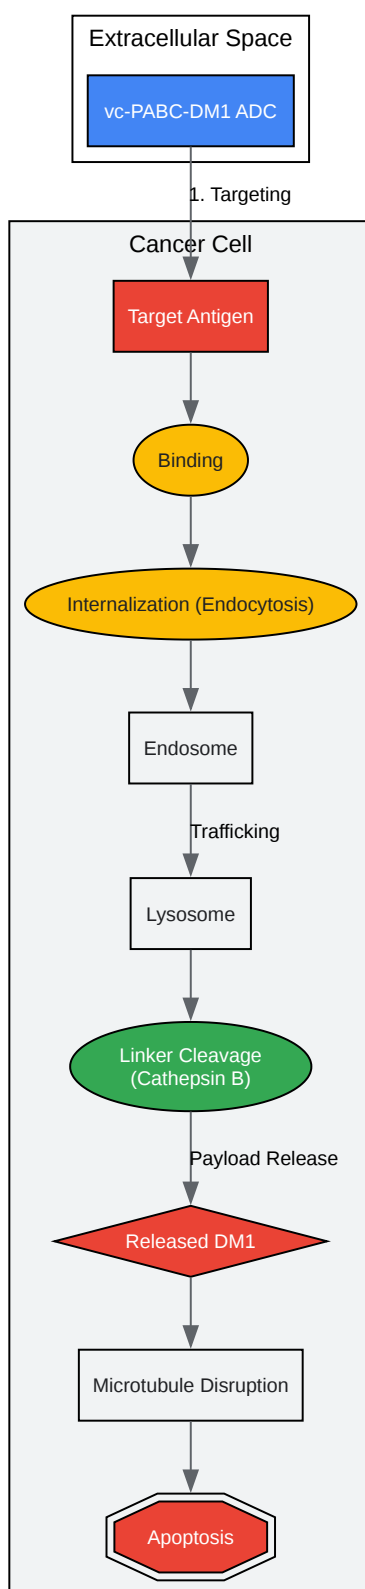 Extracellular Space
vc-PABC-DM1 ADC
1. Targeting
Cancer Cell
Target Antigen
Binding
Internalization (Endocytosis)
Endosome
Trafficking
Lysosome
Linker Cleavage
(Cathepsin B)
Payload Release
Released DM1
Microtubule Disruption
Apoptosis